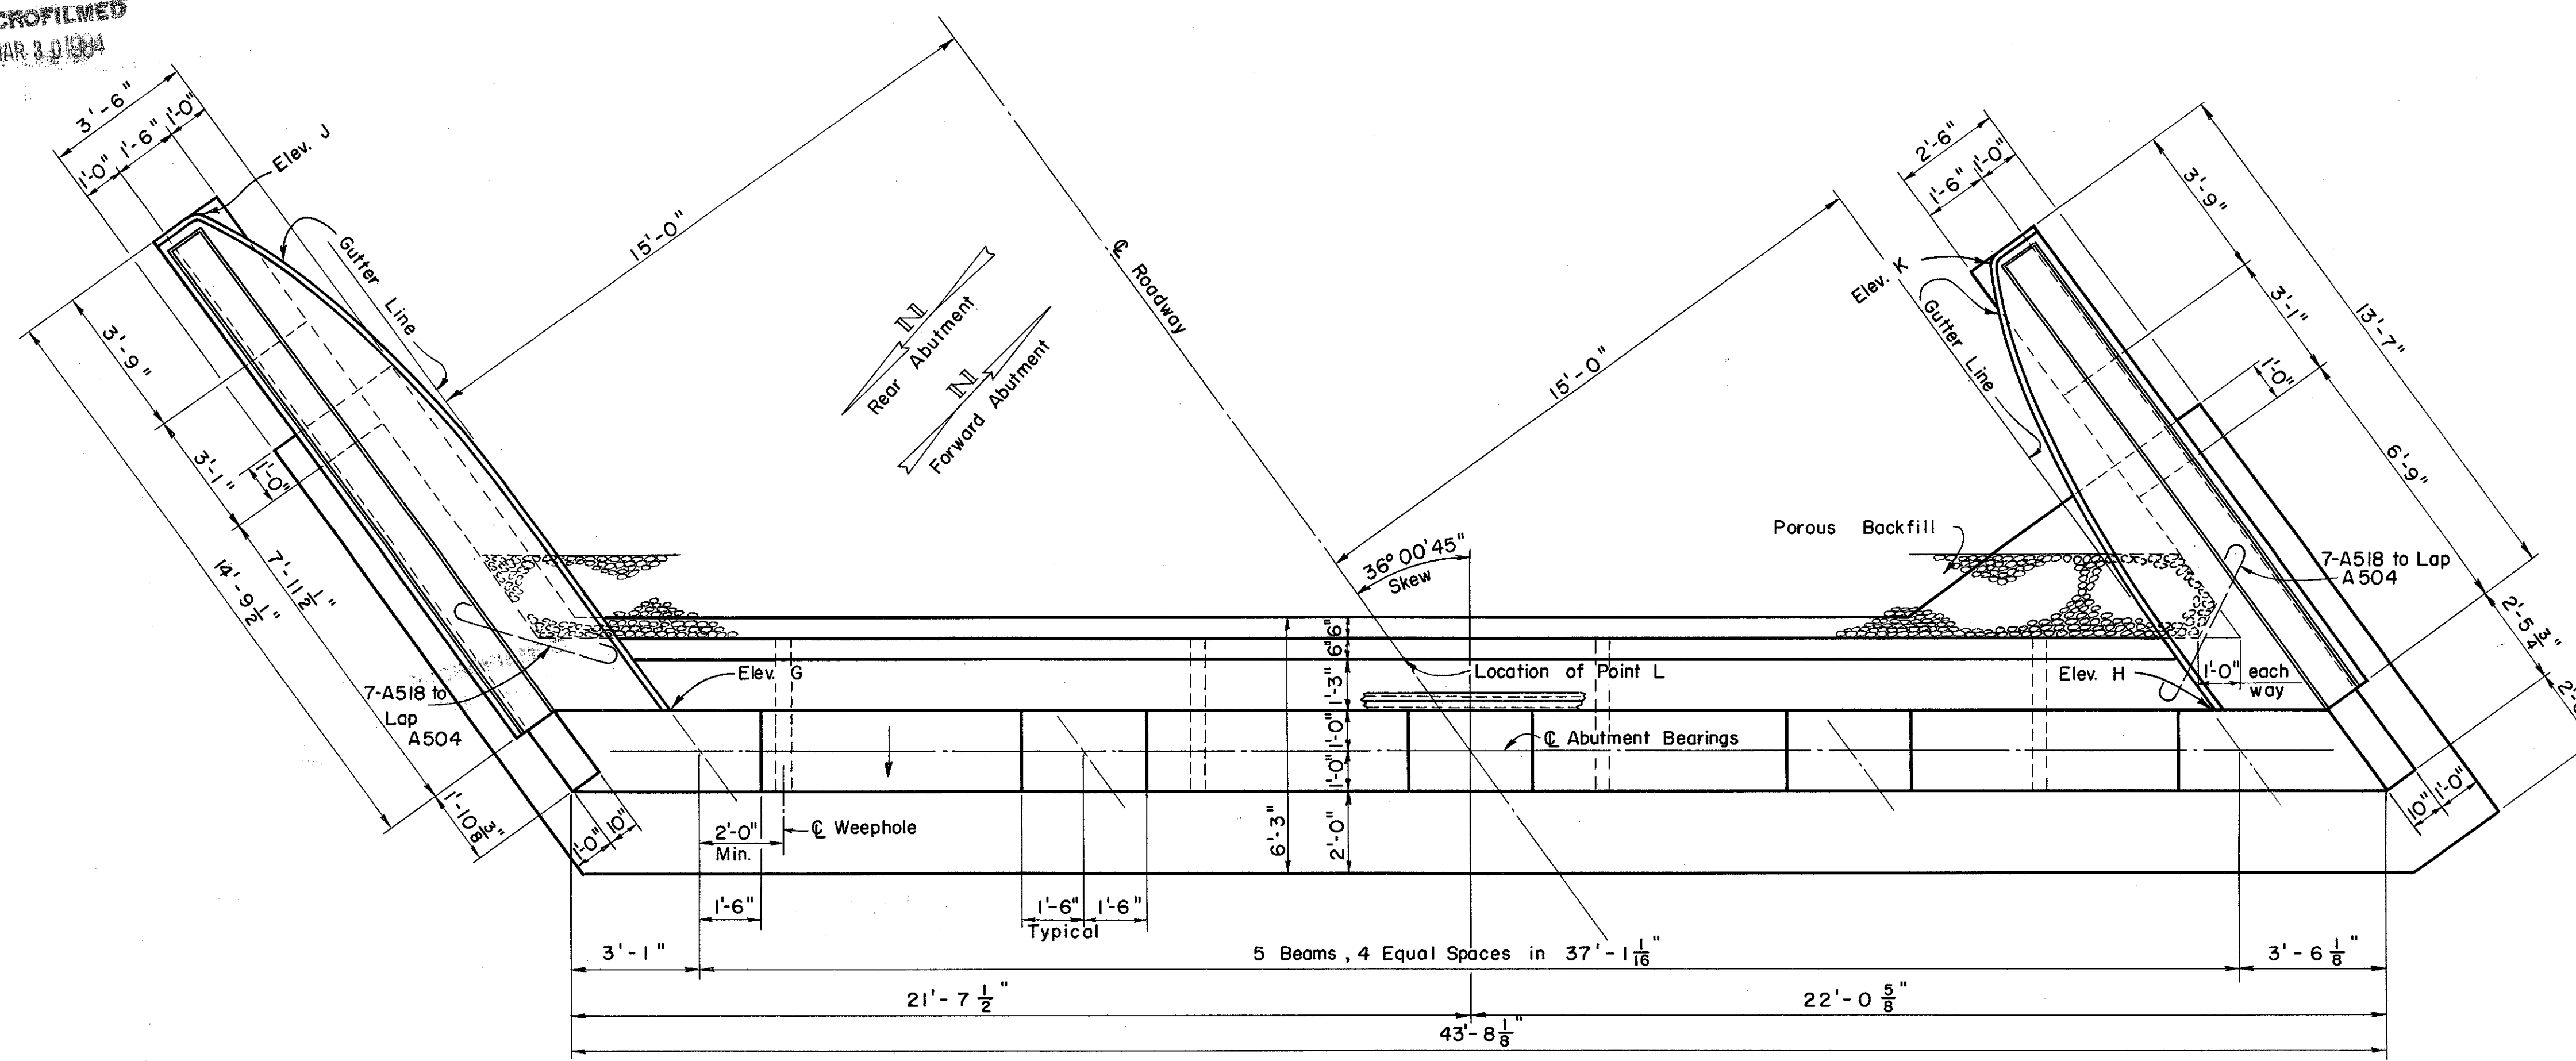 CROFILMED
MAR 30 1984
3'-6"
1'-0"
1'-6"
1'-0"
Elev. J
Gutter Line
15'-0"
℄ Roadway
N
Rear Abutment
N
Forward Abutment
15'-0"
2'-6"
1'-6"
1'-0"
Elev. K
Gutter Line
3'-9"
3'-1"
13'-7"
1'-0"
6'-9"
3'-9"
3'-1"
1'-0"
14'-9 1/2"
7'-11 1/2"
1'-10 3/8"
Porous Backfill
36° 00' 45"
Skew
7-A518 to Lap
A504
2'-5 3/4"
7-A518 to
Lap
A504
Elev. G
6"
6"
1'-3"
Location of Point L
Elev. H
1'-0" each
way
1'-0"
1'-0"
℄ Abutment Bearings
1'-0"
10"
2'-0"
Min.
℄ Weephole
6'-3"
2'-0"
10"
1'-0"
1'-6"
1'-6"
1'-6"
Typical
3'-1"
5 Beams, 4 Equal Spaces in 37'-1 1/16"
3'-6 1/8"
21'-7 1/2"
22'-0 5/8"
43'-8 1/8"